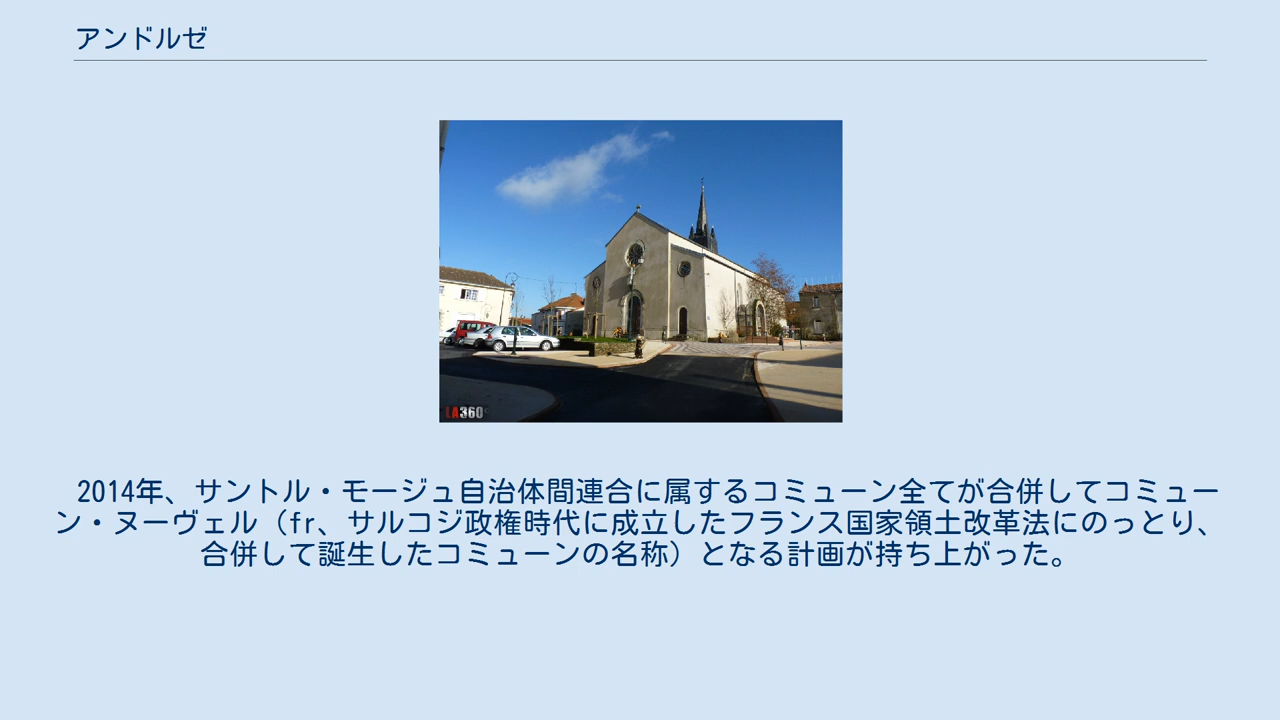 アンドルゼ
LA360
2014年、サントル・モージュ自治体間連合に属するコミューン全てが合併してコミュー
ン・ヌーヴェル（fr、サルコジ政権時代に成立したフランス国家領土改革法にのっとり、
合併して誕生したコミューンの名称）となる計画が持ち上がった。